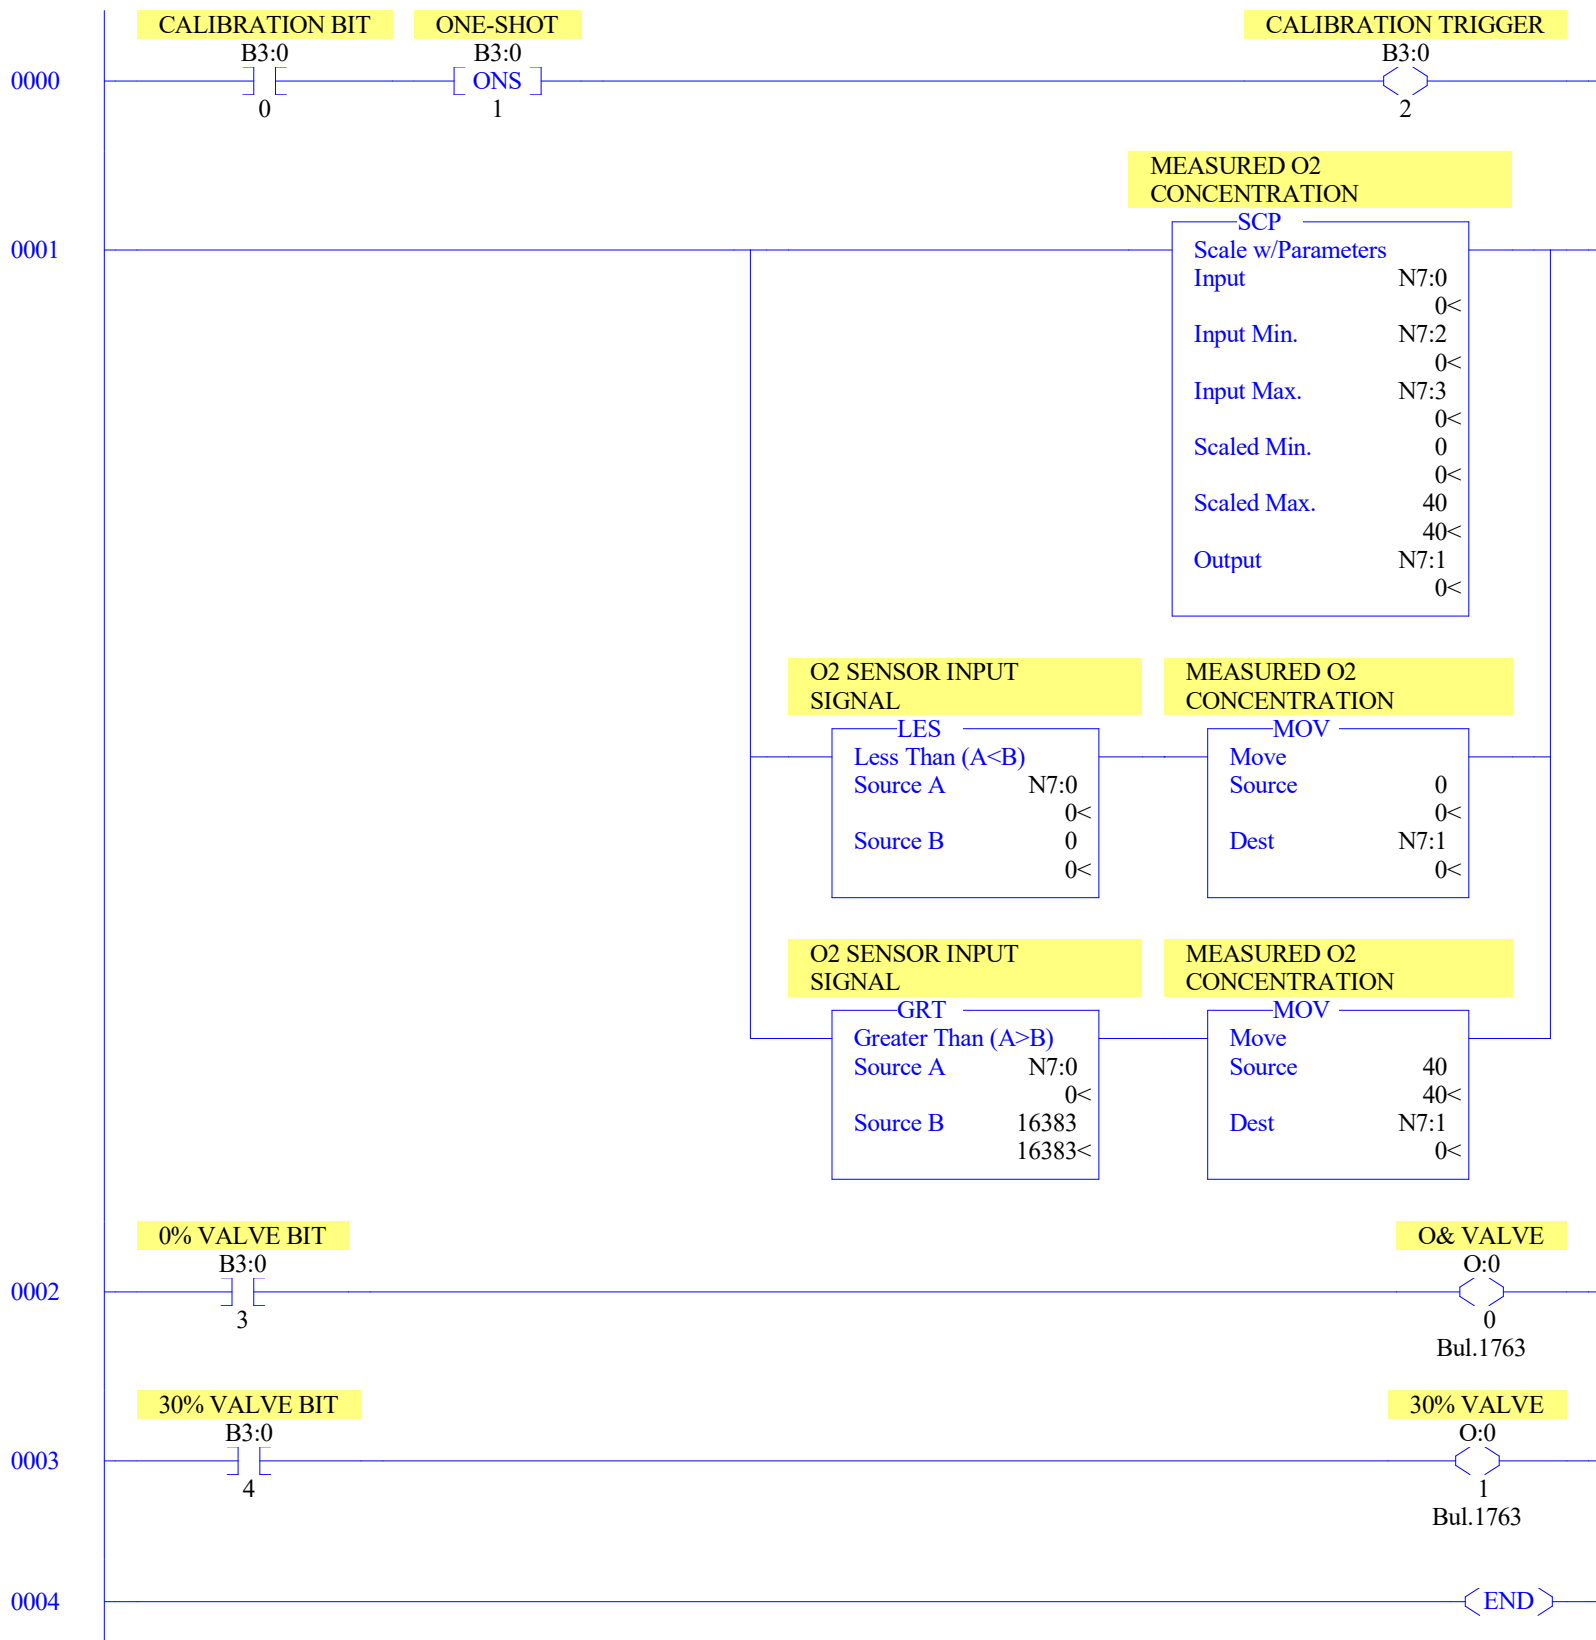 CALIBRATION BIT ONE-SHOT CALIBRATION TRIGGER
B3:0 B3:0 B3:0
0000 ONS
0 1 2
MEASURED O2
CONCENTRATION
SCP
0001 Scale w/Parameters
Input N7:0
0<
Input Min. N7:2
0<
Input Max. N7:3
0<
Scaled Min. 0
0<
Scaled Max. 40
40<
Output N7:1
0<
O2 SENSOR INPUT MEASURED O2
SIGNAL CONCENTRATION
LES MOV
Less Than (A<B) Move
Source A N7:0 Source 0
0< 0<
Source B 0 Dest N7:1
0< 0<
O2 SENSOR INPUT MEASURED O2
SIGNAL CONCENTRATION
GRT MOV
Greater Than (A>B) Move
Source A N7:0 Source 40
0< 40<
Source B 16383 Dest N7:1
16383< 0<
0% VALVE BIT O& VALVE
B3:0 O:0
0002
3 0
Bul.1763
30% VALVE BIT 30% VALVE
B3:0 O:0
0003
4 1
Bul.1763
0004 END